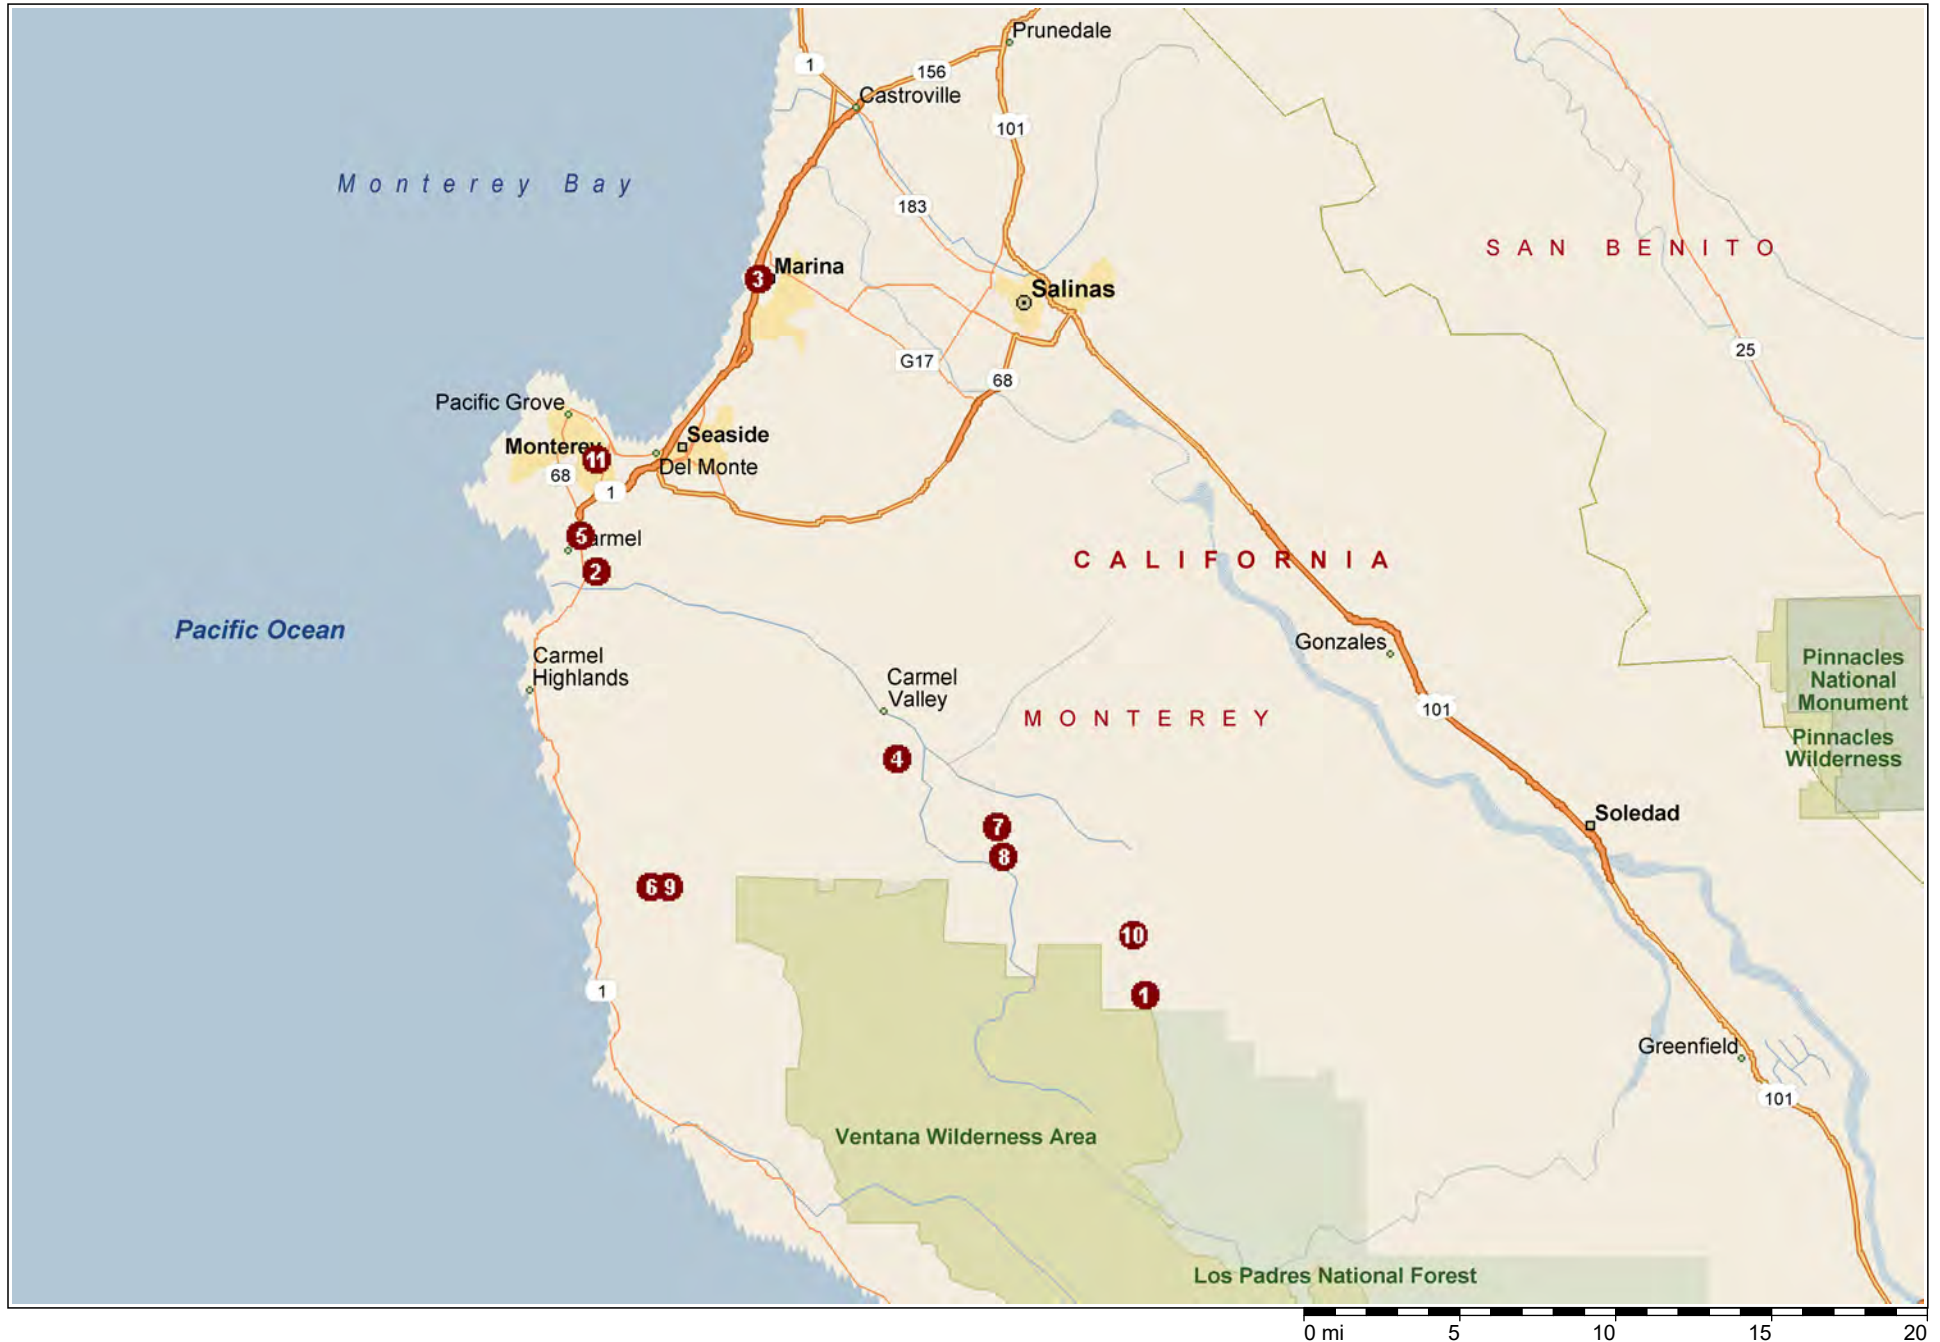 Prunedale
1
156
Castroville
101
Monterey Bay
183
SAN BENITO
Marina
3
Salinas
25
G17
68
Pacific Grove
Seaside
Monterey
11
Del Monte
68
1
5
Carmel
2
CALIFORNIA
Pacific Ocean
Gonzales
Carmel
Highlands
Carmel
Valley
Pinnacles
National
Monument
101
MONTEREY
Pinnacles
Wilderness
4
Soledad
7
8
6
9
10
1
1
Greenfield
101
Ventana Wilderness Area
Los Padres National Forest
0 mi
5
10
15
20